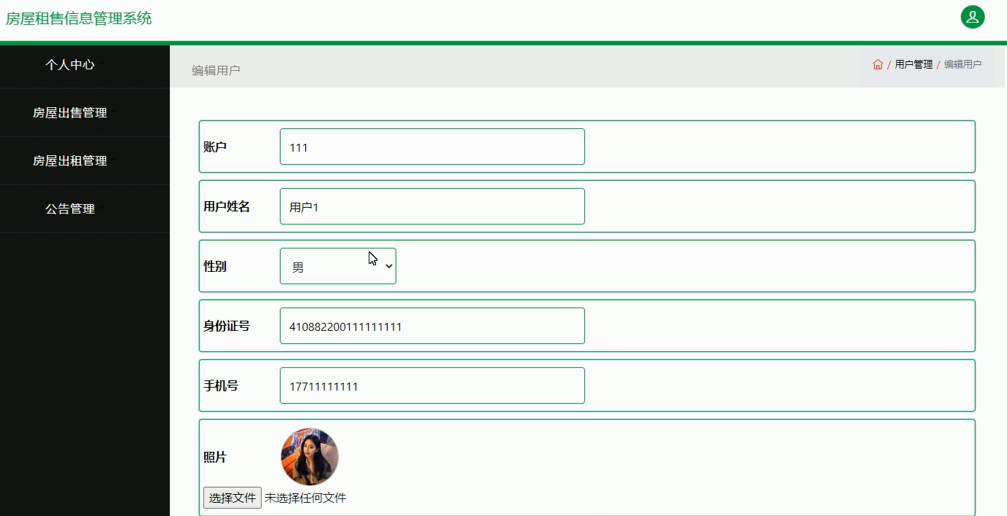 房屋租售信息管理系统
个人中心
房屋出售管理
房屋出租管理
公告管理
编辑用户
/ 用户管理 / 编辑用户
账户 111
用户姓名 用户1
性别 男
身份证号 410882200111111111
手机号 17711111111
照片
选择文件 未选择任何文件